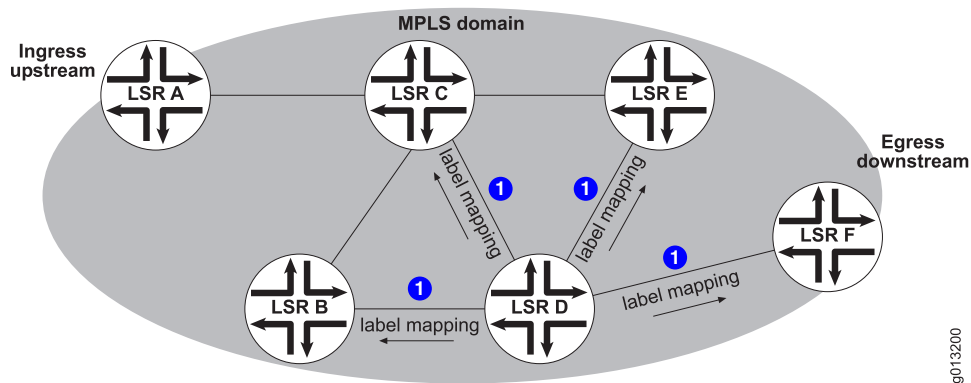 MPLS domain
Ingress
upstream
LSR A
LSR C
LSR E
Egress
downstream
label mapping
1
1
label mapping
LSR F
1
label mapping
1
LSR B
LSR D
label mapping
g013200